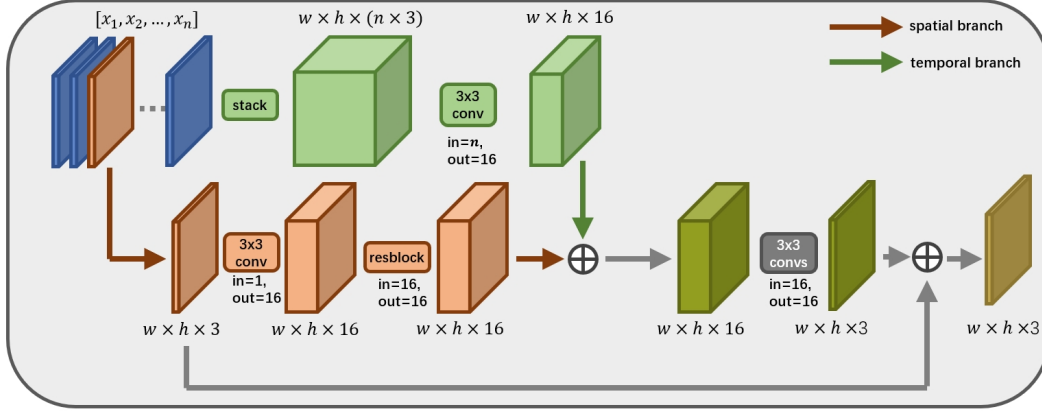 [x₁, x₂, ..., xₙ]
w × h × (n × 3)
w × h × 16
spatial branch
temporal branch
stack
3x3
conv
in=n,
out=16
3x3
conv
in=1,
out=16
resblock
in=16,
out=16
3x3
convs
in=16,
out=16
w × h × 3
w × h × 16
w × h × 16
w × h × 16
w × h ×3
w × h ×3